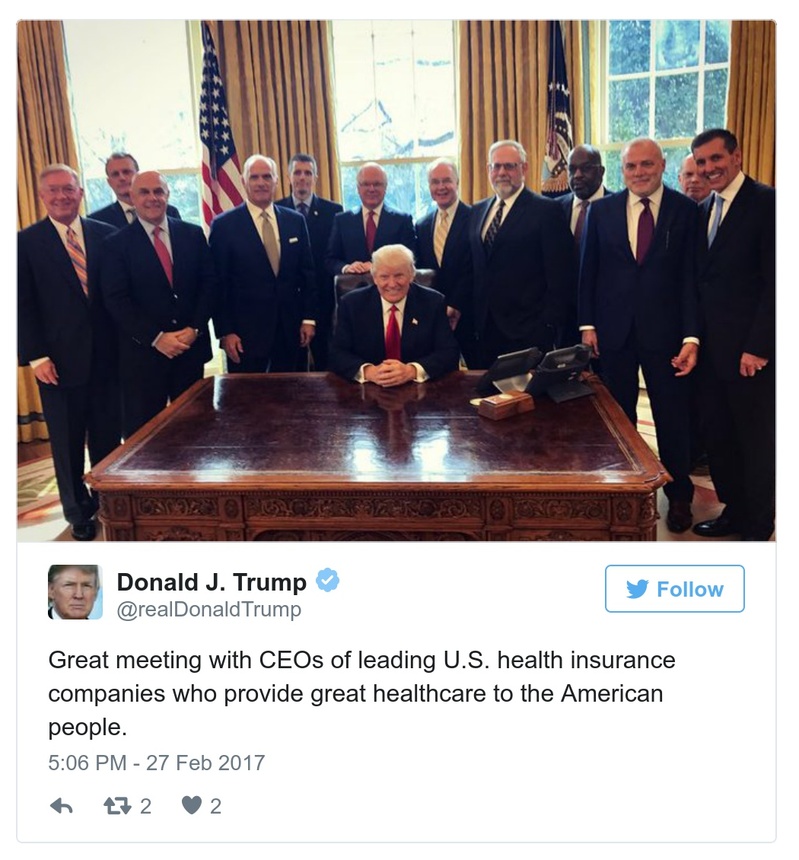 Donald J. Trump
@realDonaldTrump
Follow
Great meeting with CEOs of leading U.S. health insurance
companies who provide great healthcare to the American
people.
5:06 PM - 27 Feb 2017
2 2